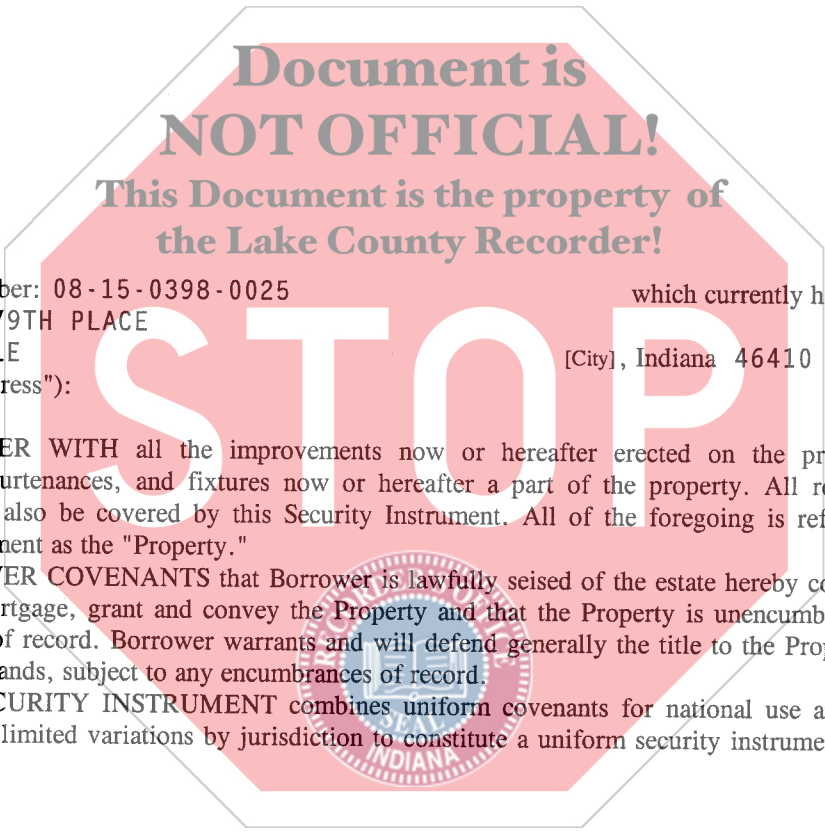 Document is
NOT OFFICIAL!
This Document is the property of
the Lake County Recorder!
ber: 08-15-0398-0025 which currently h
79TH PLACE
LE [City], Indiana 46410
ress"):
STOP
ER WITH all the improvements now or hereafter erected on the pr
urtenances, and fixtures now or hereafter a part of the property. All r
also be covered by this Security Instrument. All of the foregoing is ref
ment as the "Property."
ER COVENANTS that Borrower is lawfully seised of the estate hereby co
rtgage, grant and convey the Property and that the Property is unencumb
of record. Borrower warrants and will defend generally the title to the Prop
ands, subject to any encumbrances of record.
CURITY INSTRUMENT combines uniform covenants for national use a
limited variations by jurisdiction to constitute a uniform security instrume
RECORDER'S OFFICE
SEAL
INDIANA